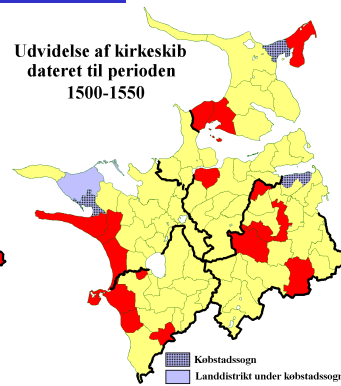 Udvidelse af kirkeskib
dateret til perioden
1500-1550
Købstadssogn
Landdistrikt under købstadssogn